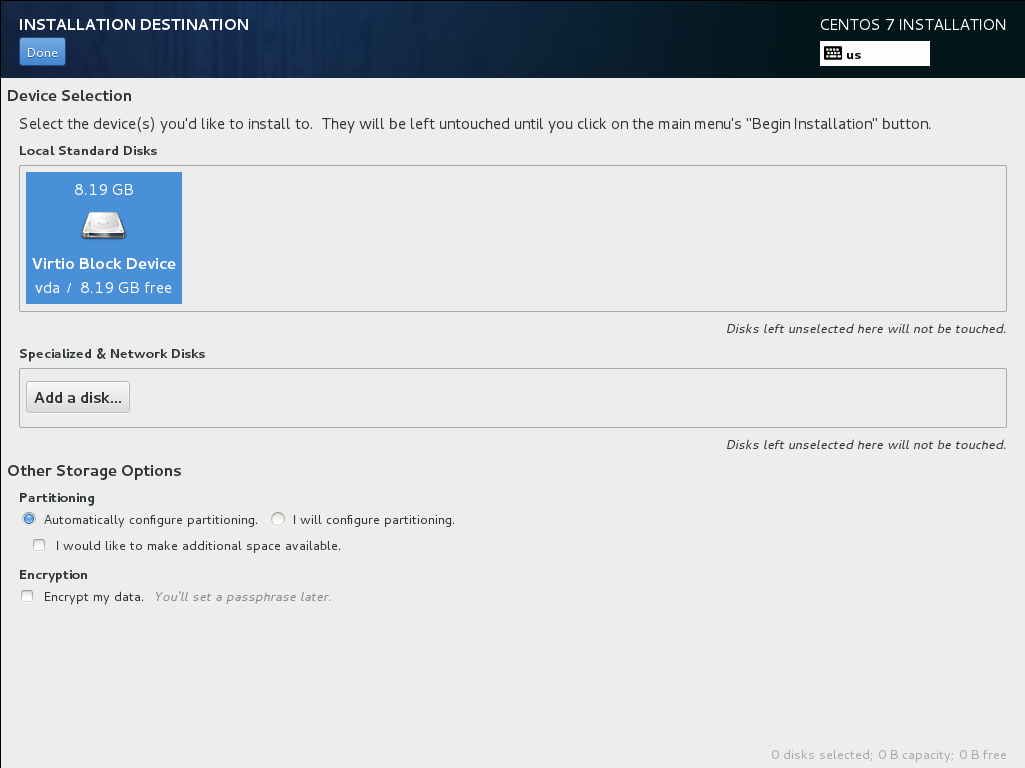 INSTALLATION DESTINATION
CENTOS 7 INSTALLATION
Done
us
Device Selection
Select the device(s) you'd like to install to.  They will be left untouched until you click on the main menu's "Begin Installation" button.
Local Standard Disks
8.19 GB
Virtio Block Device
vda / 8.19 GB free
Disks left unselected here will not be touched.
Specialized & Network Disks
Add a disk...
Disks left unselected here will not be touched.
Other Storage Options
Partitioning
Automatically configure partitioning. I will configure partitioning.
I would like to make additional space available.
Encryption
Encrypt my data. You'll set a passphrase later.
0 disks selected; 0 B capacity; 0 B free